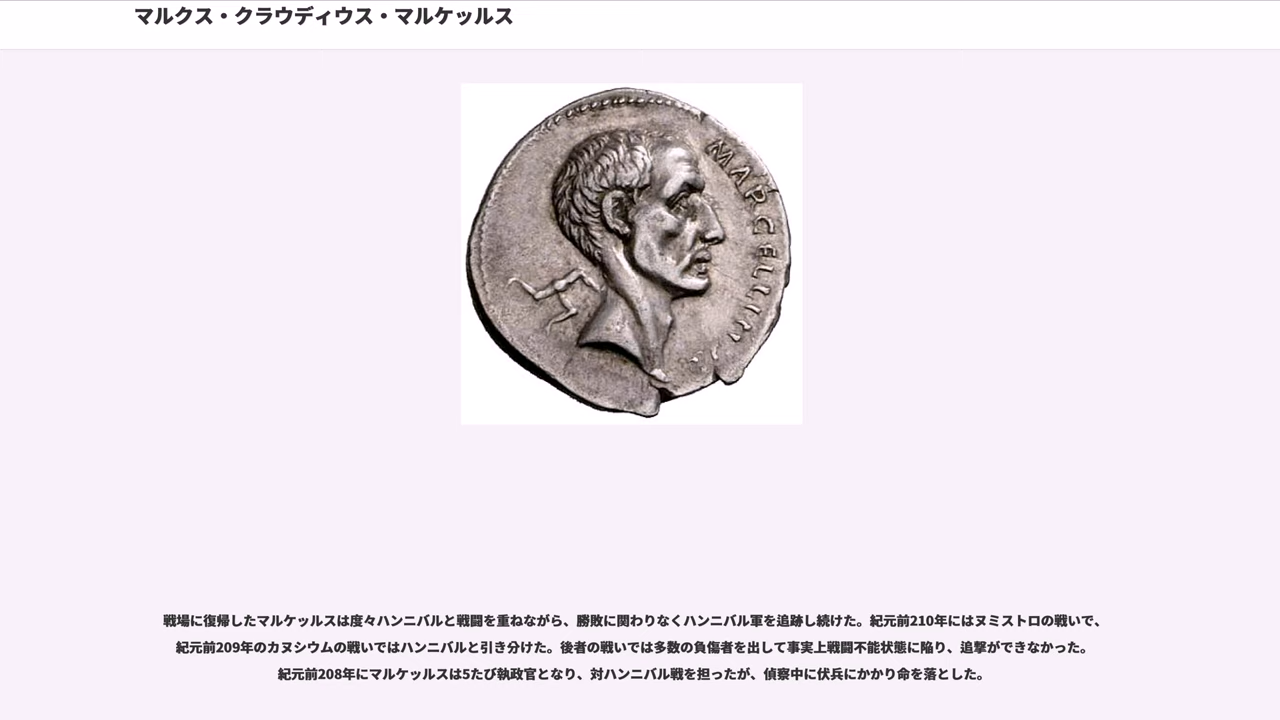 マルクス・クラウディウス・マルケッルス
MARCELLINV
戦場に復帰したマルケッルスは度々ハンニバルと戦闘を重ねながら、勝敗に関わりなくハンニバル軍を追跡し続けた。紀元前210年にはヌミストロの戦いで、
紀元前209年のカヌシウムの戦いではハンニバルと引き分けた。後者の戦いでは多数の負傷者を出して事実上戦闘不能状態に陥り、追撃ができなかった。
紀元前208年にマルケッルスは5たび執政官となり、対ハンニバル戦を担ったが、偵察中に伏兵にかかり命を落とした。